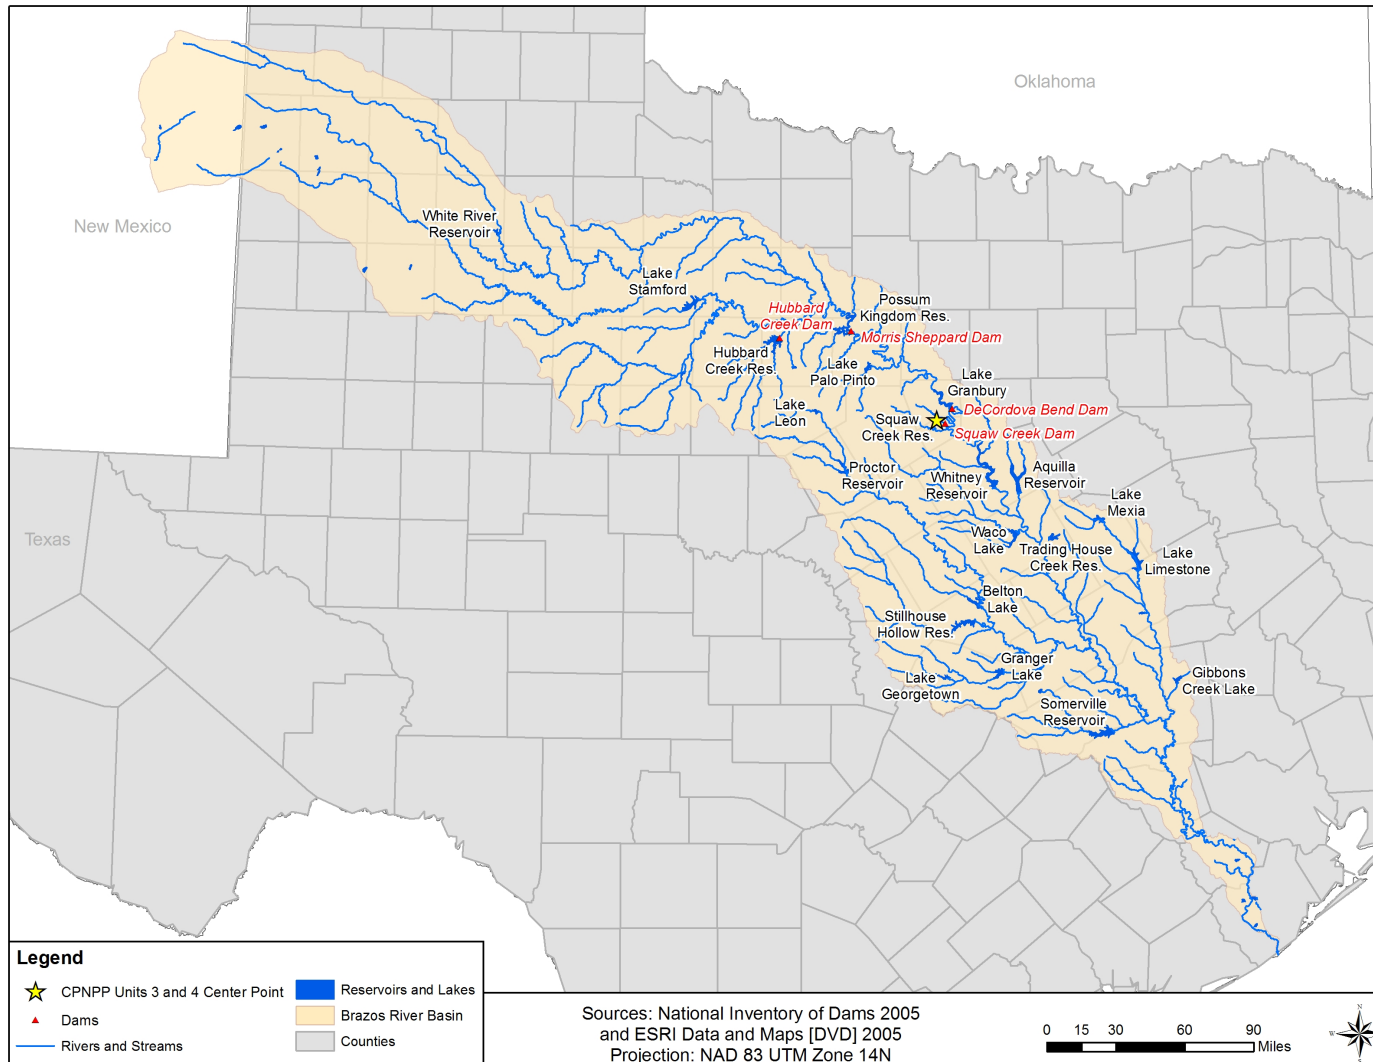 Oklahoma
New Mexico
Texas
White River
Reservoir
Lake
Stamford
Hubbard
Creek Dam
Possum
Kingdom Res.
Morris Sheppard Dam
Hubbard
Creek Res.
Lake
Palo Pinto
Lake
Granbury
DeCordova Bend Dam
Lake
Leon
Squaw
Creek Res.
Squaw Creek Dam
Proctor
Reservoir
Whitney
Reservoir
Aquilla
Reservoir
Lake
Mexia
Waco
Lake
Trading House
Creek Res.
Lake
Limestone
Belton
Lake
Stillhouse
Hollow Res.
Granger
Lake
Lake
Georgetown
Gibbons
Creek Lake
Somerville
Reservoir
Legend
CPNPP Units 3 and 4 Center Point
Dams
Rivers and Streams
Reservoirs and Lakes
Brazos River Basin
Counties
Sources: National Inventory of Dams 2005
and ESRI Data and Maps [DVD] 2005
Projection: NAD 83 UTM Zone 14N
0 15 30 60 90
Miles
N
W E
S